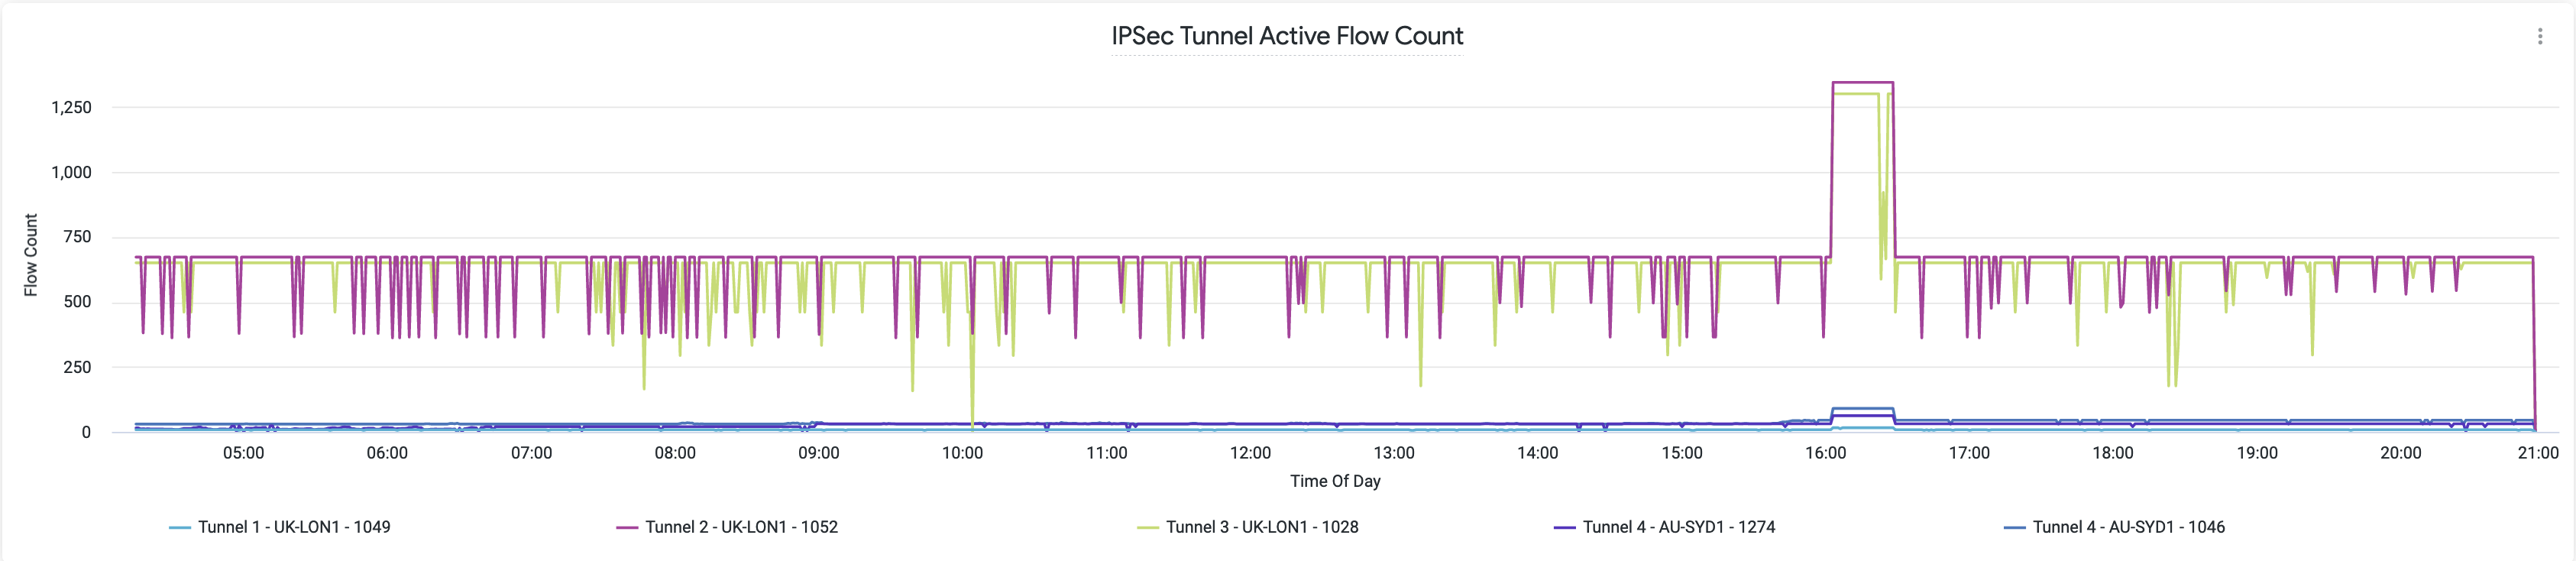 IPSec Tunnel Active Flow Count
1,250
1,000
750
500
250
0
Flow Count
05:00 06:00 07:00 08:00 09:00 10:00 11:00 12:00 13:00 14:00 15:00 16:00 17:00 18:00 19:00 20:00 21:00
Time Of Day
Tunnel 1 - UK-LON1 - 1049 Tunnel 2 - UK-LON1 - 1052 Tunnel 3 - UK-LON1 - 1028 Tunnel 4 - AU-SYD1 - 1274 Tunnel 4 - AU-SYD1 - 1046